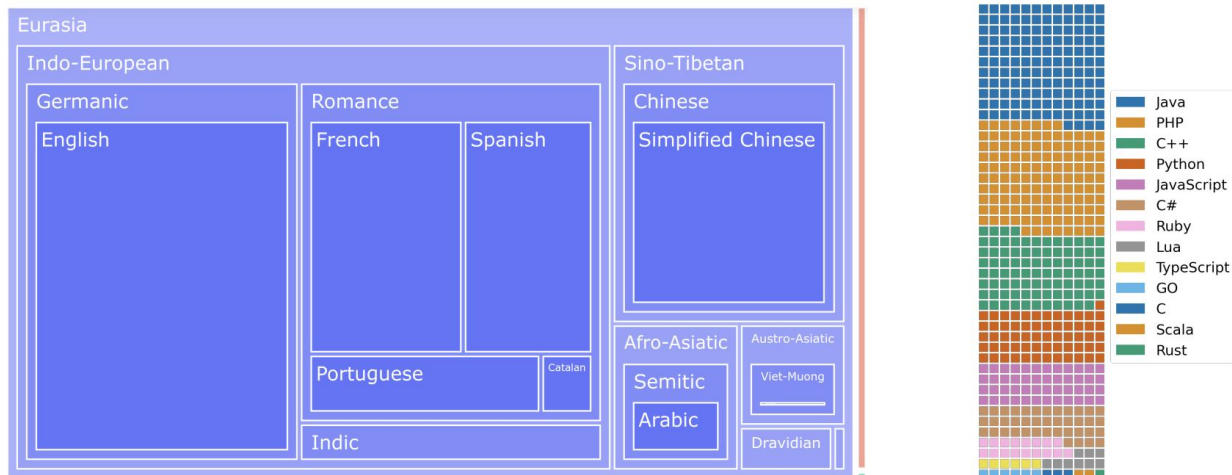 Eurasia
Indo-European
Germanic
English
Romance
French
Spanish
Portuguese
Catalan
Indic
Sino-Tibetan
Chinese
Simplified Chinese
Afro-Asiatic
Semitic
Arabic
Austro-Asiatic
Viet-Muong
Dravidian
Java
PHP
C++
Python
JavaScript
C#
Ruby
Lua
TypeScript
GO
C
Scala
Rust